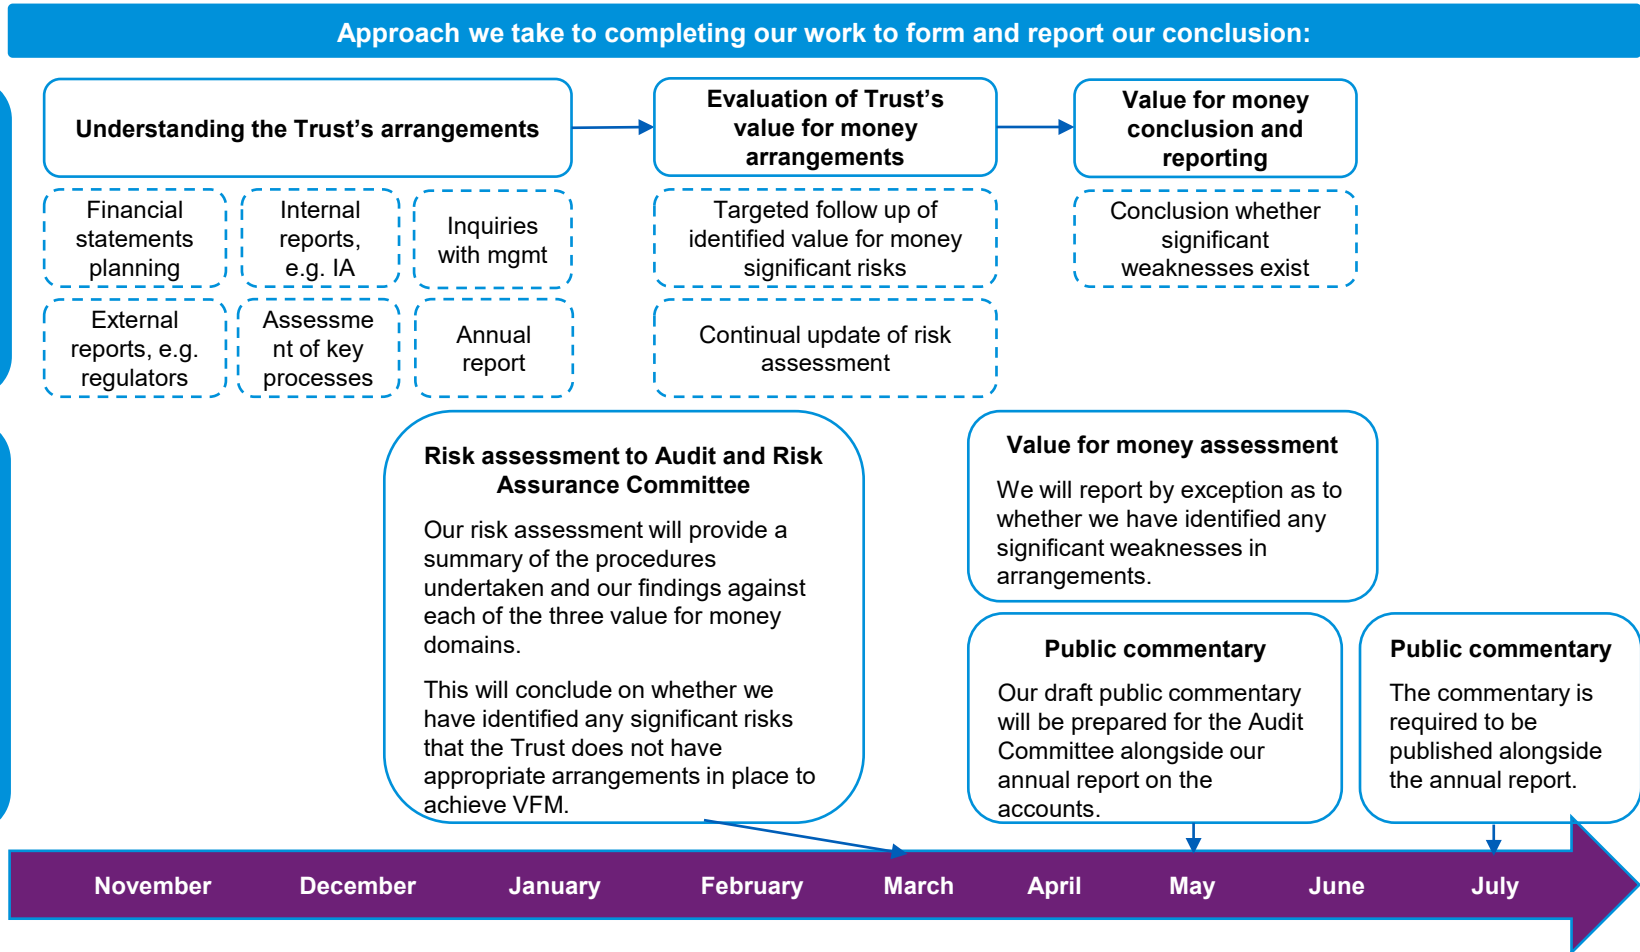 Approach we take to completing our work to form and report our conclusion:
Understanding the Trust's arrangements
Evaluation of Trust's
value for money
arrangements
Value for money
conclusion and
reporting
Financial
statements
planning
Internal
reports,
e.g. IA
Inquiries
with mgmt
Targeted follow up of
identified value for money
significant risks
Conclusion whether
significant
weaknesses exist
External
reports, e.g.
regulators
Assessme
nt of key
processes
Annual
report
Continual update of risk
assessment
Risk assessment to Audit and Risk
Assurance Committee
Our risk assessment will provide a
summary of the procedures
undertaken and our findings against
each of the three value for money
domains.
This will conclude on whether we
have identified any significant risks
that the Trust does not have
appropriate arrangements in place to
achieve VFM.
Value for money assessment
We will report by exception as to
whether we have identified any
significant weaknesses in
arrangements.
Public commentary
Our draft public commentary
will be prepared for the Audit
Committee alongside our
annual report on the
accounts.
Public commentary
The commentary is
required to be
published alongside
the annual report.
November December January February March April May June July